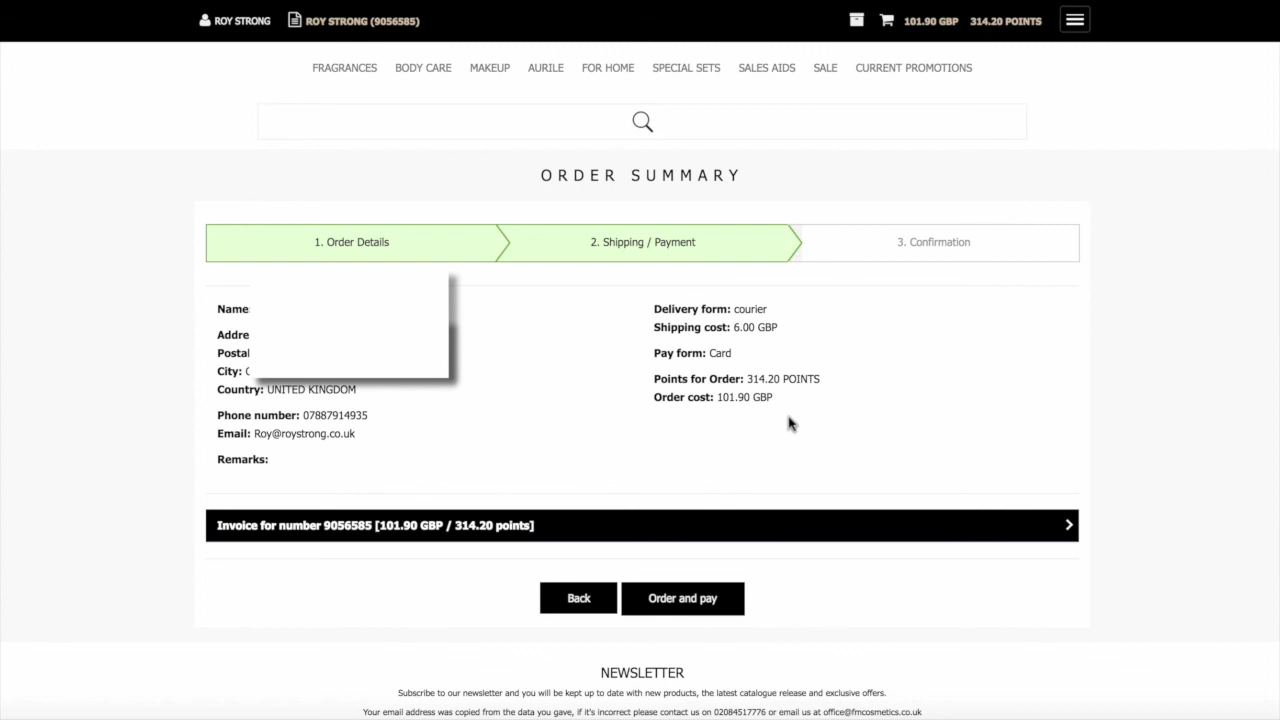 ROY STRONG ROY STRONG (9056585) 101.90 GBP 314.20 POINTS
FRAGRANCES BODY CARE MAKEUP AURILE FOR HOME SPECIAL SETS SALES AIDS SALE CURRENT PROMOTIONS
ORDER SUMMARY
1. Order Details 2. Shipping / Payment 3. Confirmation
Name:
Addre
Postal
City:
Country: UNITED KINGDOM
Phone number: 07887914935
Email: Roy@roystrong.co.uk
Remarks:
Delivery form: courier
Shipping cost: 6.00 GBP
Pay form: Card
Points for Order: 314.20 POINTS
Order cost: 101.90 GBP
Invoice for number 9056585 [101.90 GBP / 314.20 points]
Back Order and pay
NEWSLETTER
Subscribe to our newsletter and you will be kept up to date with new products, the latest catalogue release and exclusive offers.
Your email address was copied from the data you gave, if it's incorrect please contact us on 02084517776 or email us at office@fmcosmetics.co.uk